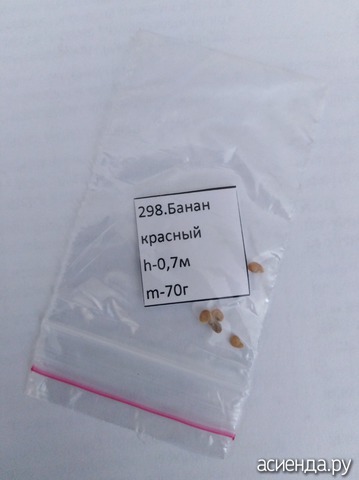 298.Банан
красный
h-0,7м
m-70г
асиенда.ру